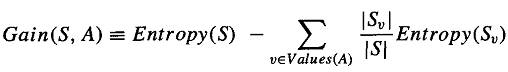 Gain(S, A) ≡ Entropy(S) − ∑_{v∈Values(A)} |S_v|/|S| Entropy(S_v)